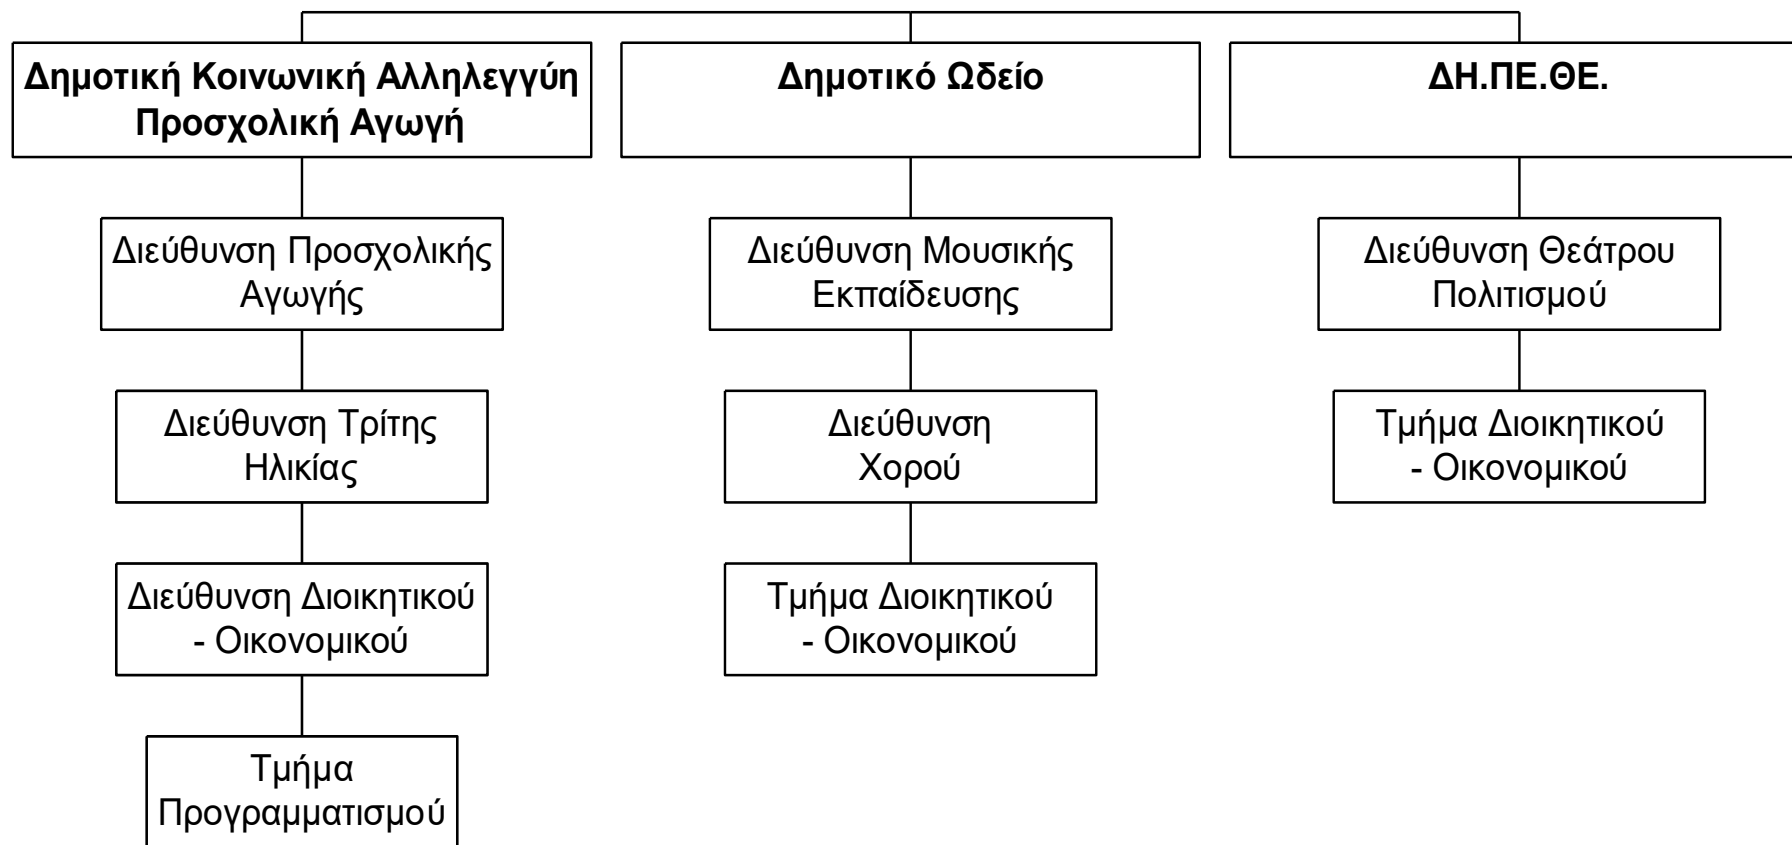 Δημοτική Κοινωνική Αλληλεγγύη
Προσχολική Αγωγή
Δημοτικό Ωδείο
ΔΗ.ΠΕ.ΘΕ.
Διεύθυνση Προσχολικής
Αγωγής
Διεύθυνση Μουσικής
Εκπαίδευσης
Διεύθυνση Θεάτρου
Πολιτισμού
Διεύθυνση Τρίτης
Ηλικίας
Διεύθυνση
Χορού
Τμήμα Διοικητικού
- Οικονομικού
Διεύθυνση Διοικητικού
- Οικονομικού
Τμήμα Διοικητικού
- Οικονομικού
Τμήμα
Προγραμματισμού